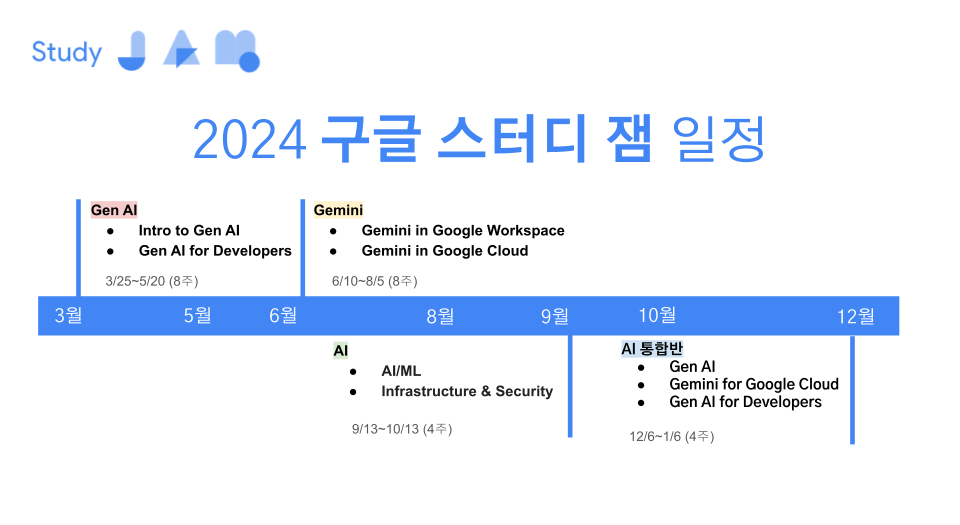 Study JAM
2024 구글 스터디 잼 일정
Gen AI
● Intro to Gen AI
● Gen AI for Developers
3/25~5/20 (8주)
Gemini
● Gemini in Google Workspace
● Gemini in Google Cloud
6/10~8/5 (8주)
3월 5월 6월 8월 9월 10월 12월
AI
● AI/ML
● Infrastructure & Security
9/13~10/13 (4주)
AI 통합반
● Gen AI
● Gemini for Google Cloud
● Gen AI for Developers
12/6~1/6 (4주)